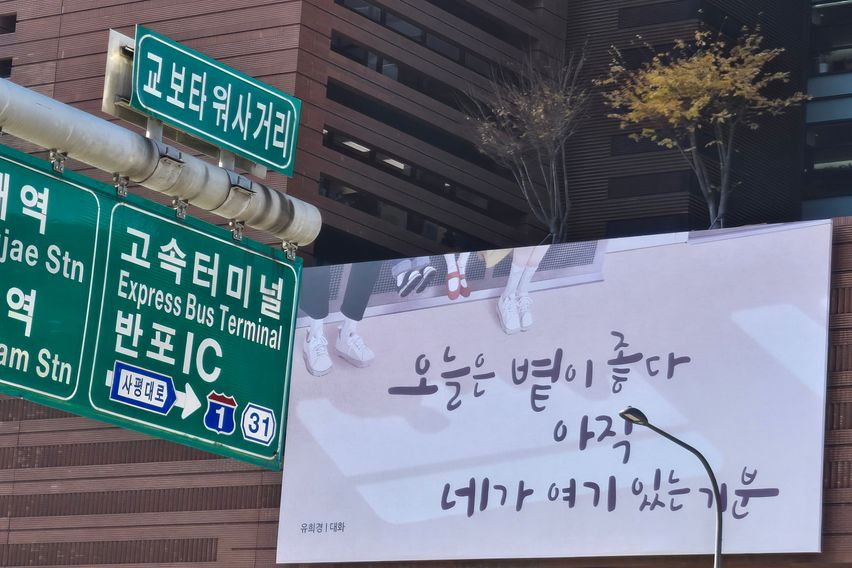 교보타워사거리
역
jae Stn
역
am Stn
고속터미널
Express Bus Terminal
반포IC
사평대로
1
31
오늘은 볕이 좋다
아직
네가 여기 있는 기분
유희경 | 대화